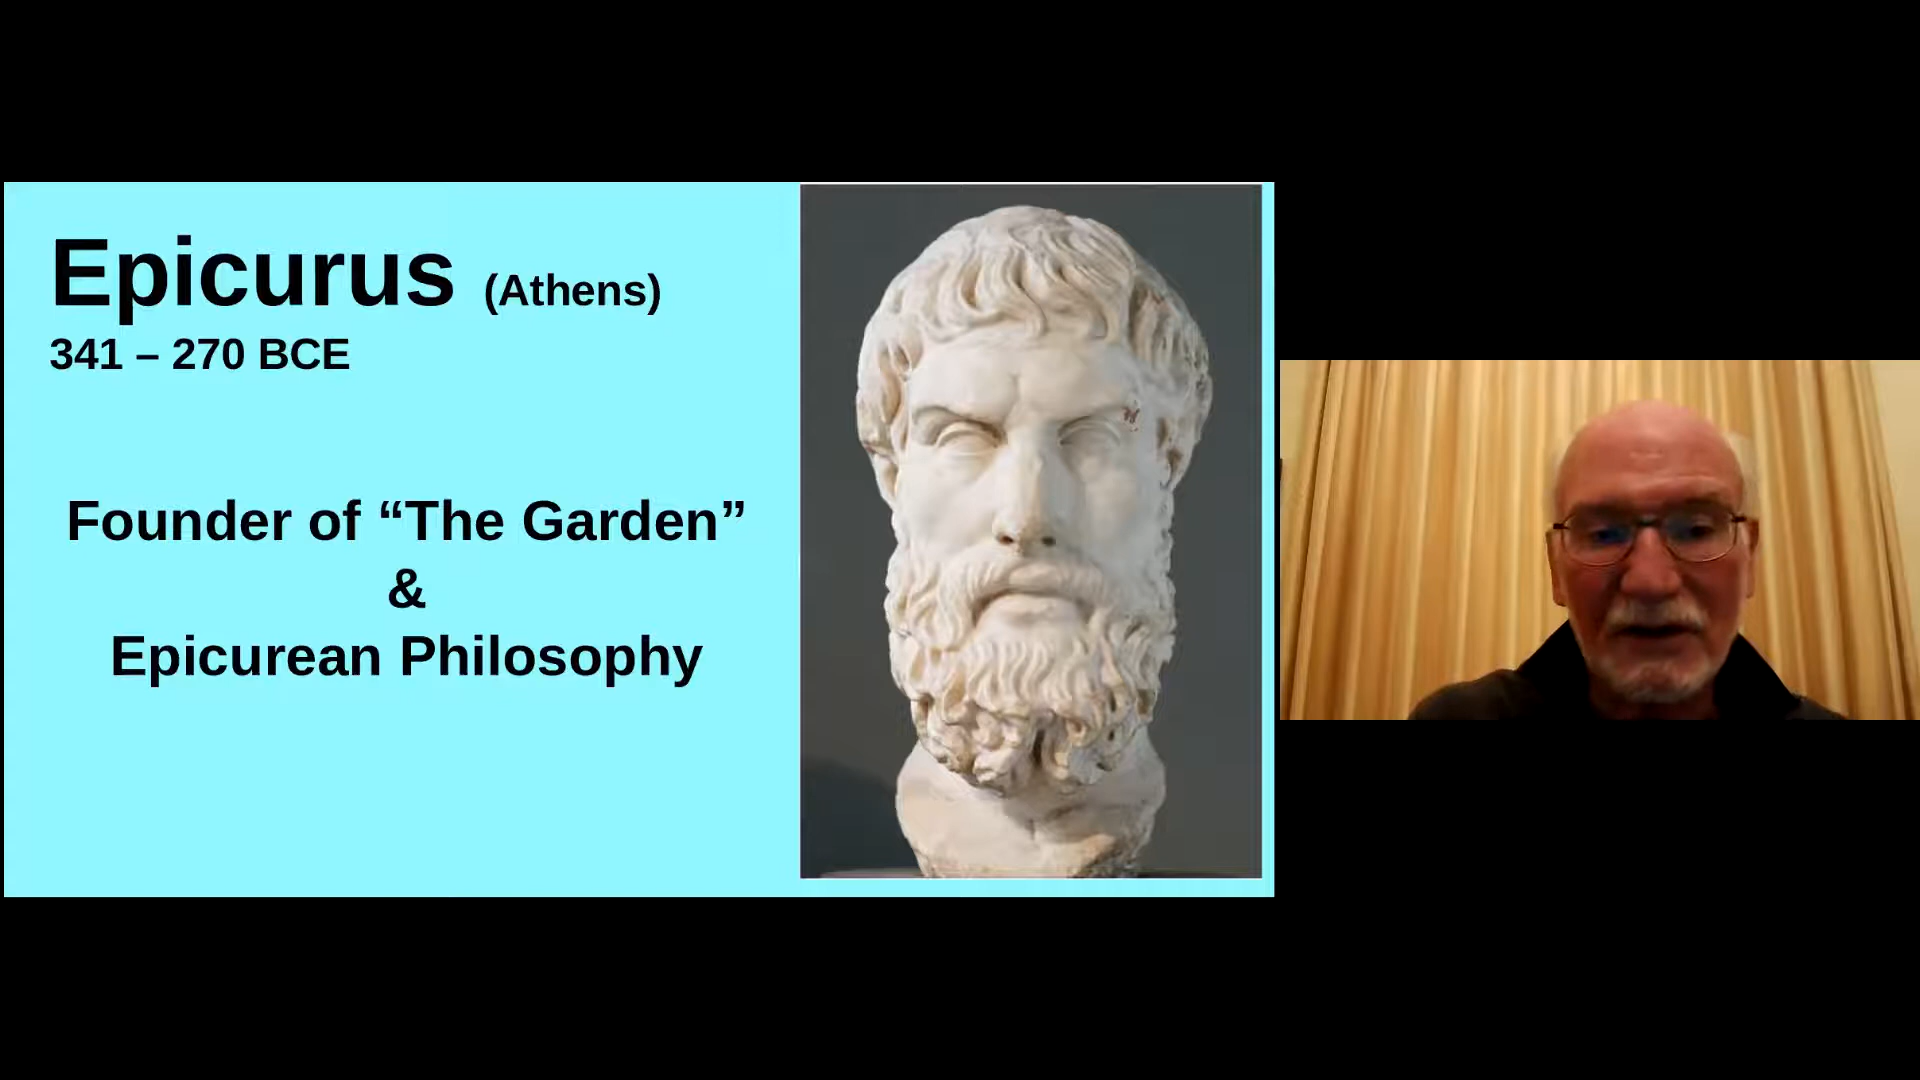 Epicurus (Athens)
341 – 270 BCE
Founder of “The Garden”
&
Epicurean Philosophy